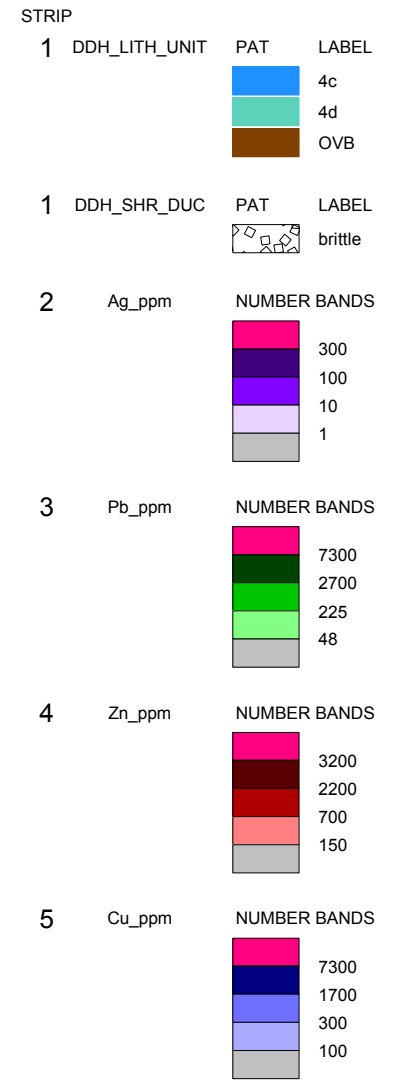 STRIP
1 DDH_LITH_UNIT PAT LABEL
4c
4d
OVB
1 DDH_SHR_DUC PAT LABEL
brittle
2 Ag_ppm NUMBER BANDS
300
100
10
1
3 Pb_ppm NUMBER BANDS
7300
2700
225
48
4 Zn_ppm NUMBER BANDS
3200
2200
700
150
5 Cu_ppm NUMBER BANDS
7300
1700
300
100